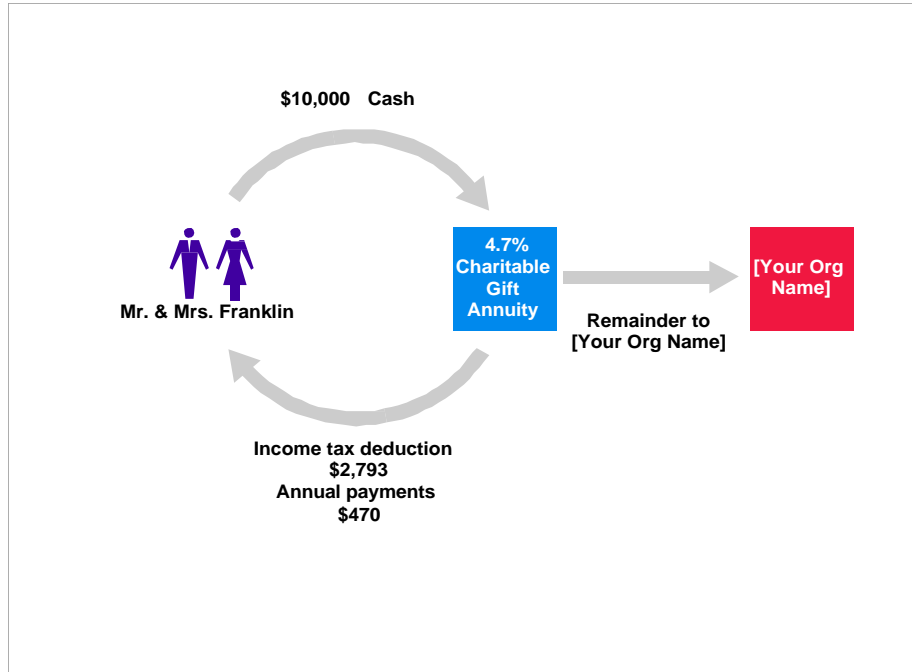 $10,000 Cash
Mr. & Mrs. Franklin
4.7%
Charitable
Gift
Annuity
Remainder to
[Your Org Name]
[Your Org
Name]
Income tax deduction
$2,793
Annual payments
$470